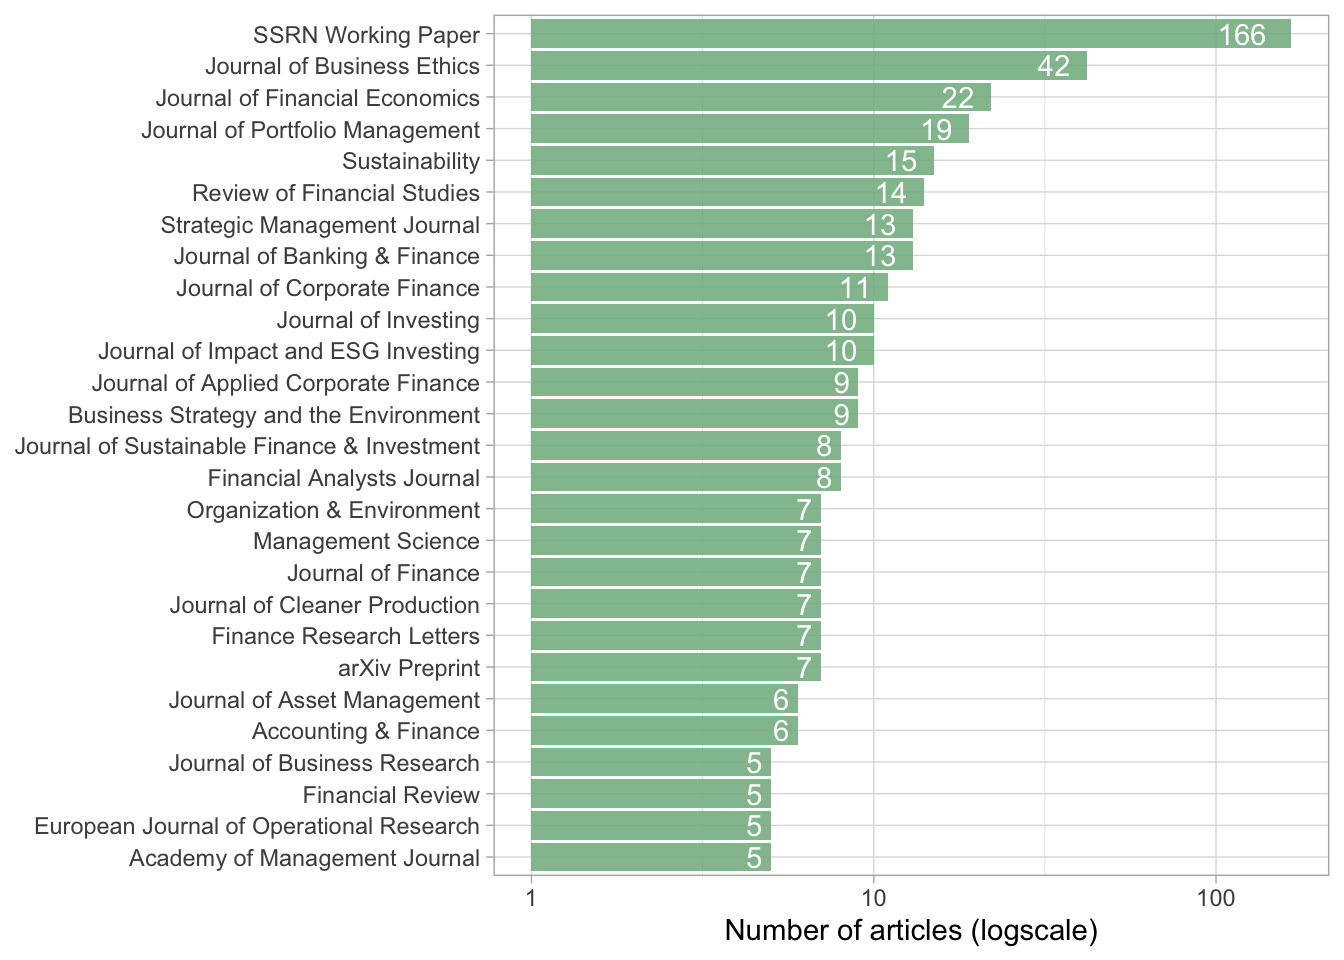 SSRN Working Paper 166
Journal of Business Ethics 42
Journal of Financial Economics 22
Journal of Portfolio Management 19
Sustainability 15
Review of Financial Studies 14
Strategic Management Journal 13
Journal of Banking & Finance 13
Journal of Corporate Finance 11
Journal of Investing 10
Journal of Impact and ESG Investing 10
Journal of Applied Corporate Finance 9
Business Strategy and the Environment 9
Journal of Sustainable Finance & Investment 8
Financial Analysts Journal 8
Organization & Environment 7
Management Science 7
Journal of Finance 7
Journal of Cleaner Production 7
Finance Research Letters 7
arXiv Preprint 7
Journal of Asset Management 6
Accounting & Finance 6
Journal of Business Research 5
Financial Review 5
European Journal of Operational Research 5
Academy of Management Journal 5
1 10 100
Number of articles (logscale)